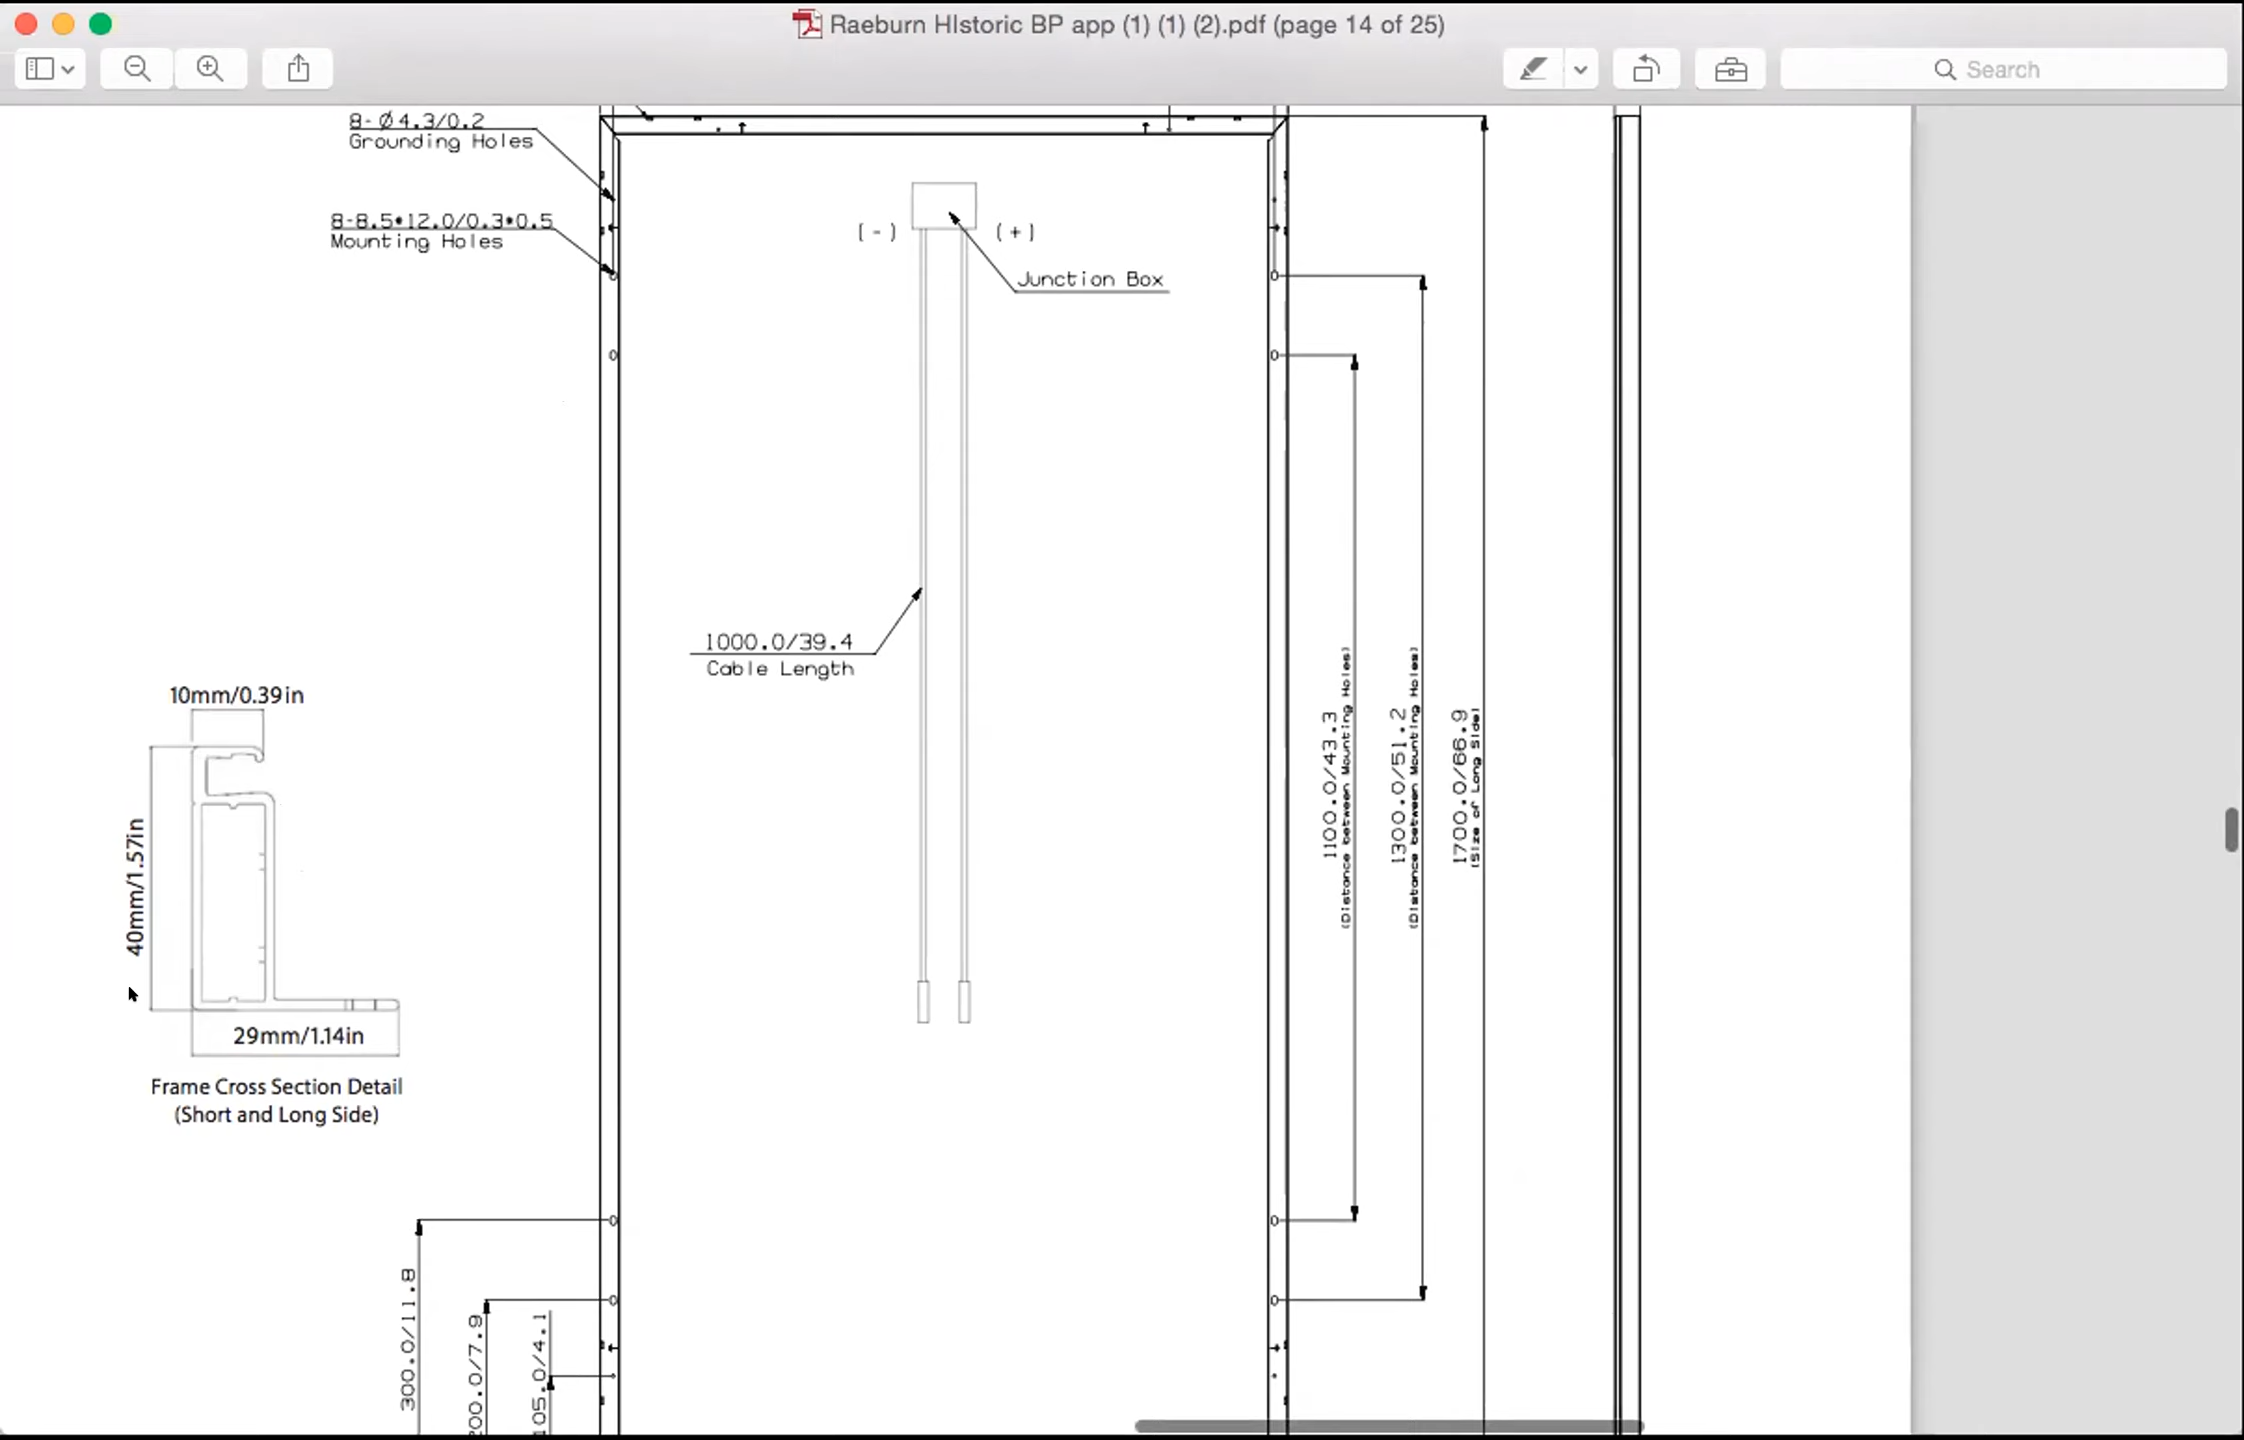 Raeburn HIstoric BP app (1) (1) (2).pdf (page 14 of 25)
Search
8- Ø4.3/0.2
Grounding Holes
8-8.5*12.0/0.3*0.5
Mounting Holes
(-)
(+)
Junction Box
1000.0/39.4
Cable Length
10mm/0.39in
40mm/1.57in
29mm/1.14in
Frame Cross Section Detail
(Short and Long Side)
1100.0/43.3
(Distance between Mounting Holes)
1300.0/51.2
(Distance between Mounting Holes)
1700.0/66.9
(Size of Long Side)
300.0/11.8
200.0/7.9
105.0/4.1